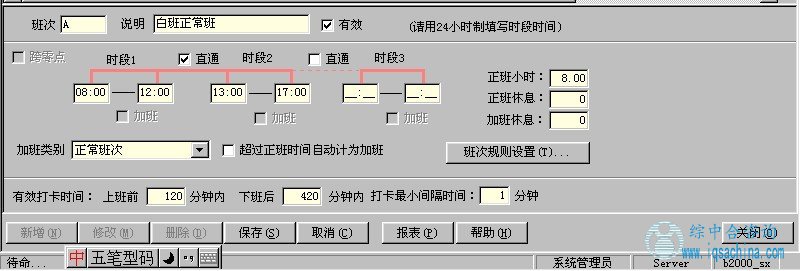 班次 A 说明 白班正常班 有效 (请用24小时制填写时段时间)
跨零点 时段1 直通 时段2 直通 时段3
08:00 12:00 13:00 17:00 __:__ __:__
加班 加班 加班
正班小时： 8.00
正班休息： 0
加班休息： 0
加班类别 正常班次 超过正班时间自动计为加班 班次规则设置(T)...
有效打卡时间： 上班前 120 分钟内 下班后 420 分钟内 打卡最小间隔时间： 1 分钟
新增(N) 修改(M) 删除(D) 保存(S) 取消(C) 报表(P) 帮助(H) 关闭(O)
www.iqsachina.com
待命... 中 五笔型码 系统管理员 Server b2000_sx